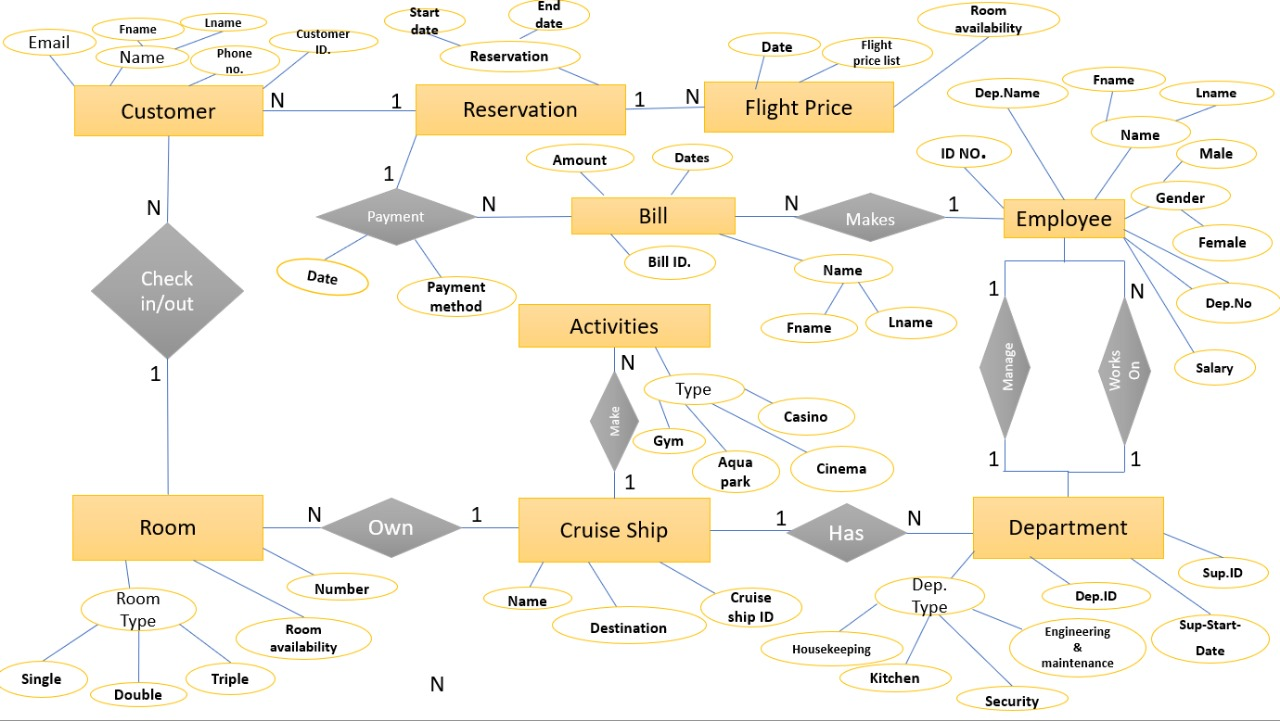 Email
Fname
Lname
Name
Phone
no.
Customer
ID.
Start
date
End
date
Reservation
Date
Flight
price list
Room
availability
Customer
N
1
Reservation
1
N
Flight Price
Dep.Name
Fname
Lname
Name
ID NO.
Male
Gender
Female
Employee
Dep.No
Salary
1
Payment
N
Date
Payment
method
Amount
Dates
Bill
Bill ID.
N
Makes
1
Name
Fname
Lname
N
Check
in/out
1
Activities
N
Make
1
Type
Gym
Aqua
park
Casino
Cinema
1
Manage
1
N
Works
On
1
Room
N
Own
1
Cruise Ship
1
Has
N
Department
Number
Room
Type
Room
availability
Single
Double
Triple
Name
Destination
Cruise
ship ID
Dep.
Type
Housekeeping
Kitchen
Security
Engineering
&
maintenance
Dep.ID
Sup.ID
Sup-Start-
Date
N